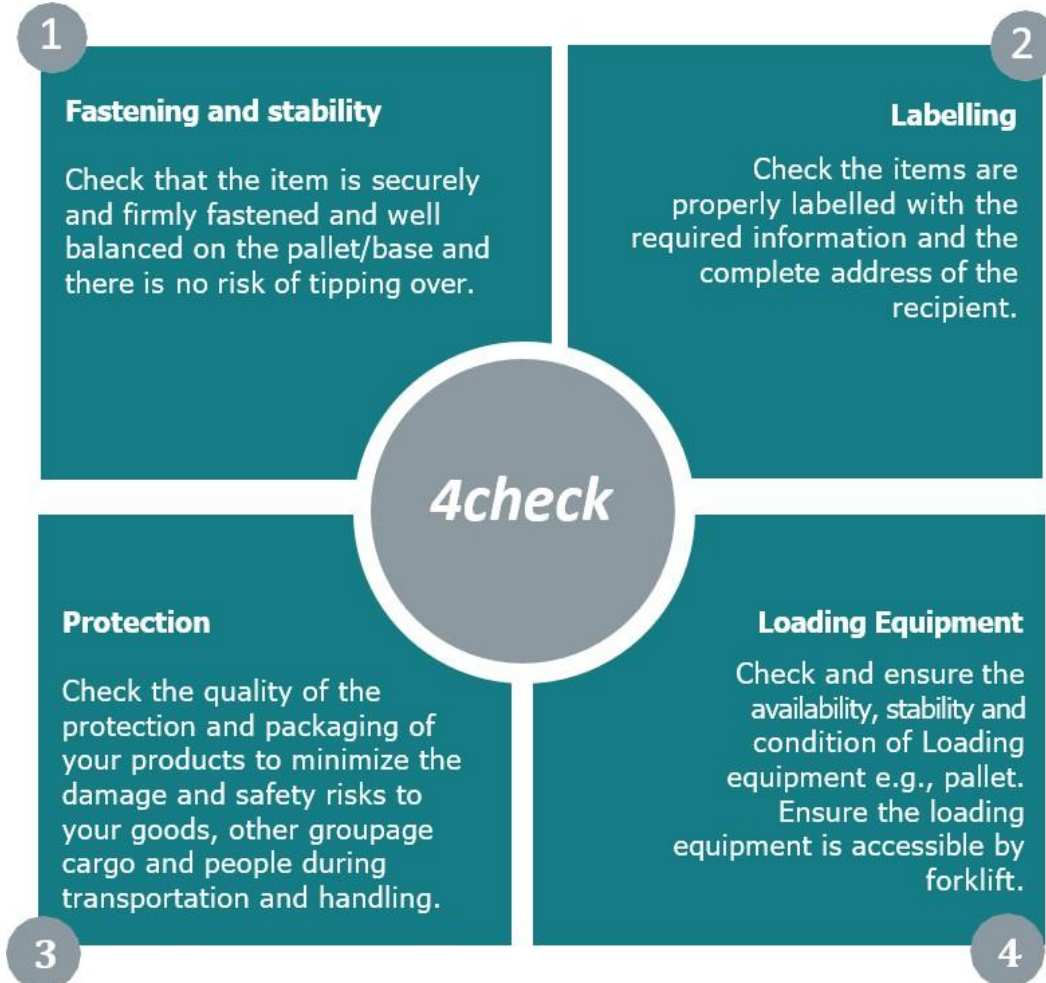 1
Fastening and stability
Check that the item is securely
and firmly fastened and well
balanced on the pallet/base and
there is no risk of tipping over.
2
Labelling
Check the items are
properly labelled with the
required information and the
complete address of the
recipient.
4check
Protection
Check the quality of the
protection and packaging of
your products to minimize the
damage and safety risks to
your goods, other groupage
cargo and people during
transportation and handling.
3
Loading Equipment
Check and ensure the
availability, stability and
condition of Loading
equipment e.g., pallet.
Ensure the loading
equipment is accessible by
forklift.
4